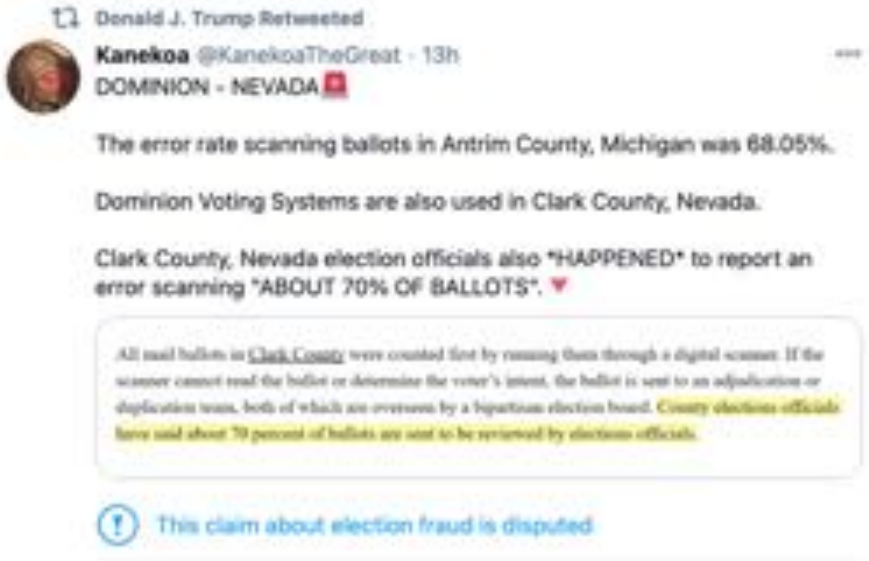 Donald J. Trump Retweeted
Kanekoa @KanekoaTheGreat · 13h
DOMINION - NEVADA🚨
The error rate scanning ballots in Antrim County, Michigan was 68.05%.
Dominion Voting Systems are also used in Clark County, Nevada.
Clark County, Nevada election officials also *HAPPENED* to report an
error scanning "ABOUT 70% OF BALLOTS". 🔻
All mail ballots in Clark County were counted first by running them through a digital scanner. If the
scanner cannot read the ballot or determine the voter's intent, the ballot is sent to an adjudication or
duplication team, both of which are overseen by a bipartisan election board. County elections officials
have said about 70 percent of ballots are sent to be reviewed by elections officials.
This claim about election fraud is disputed